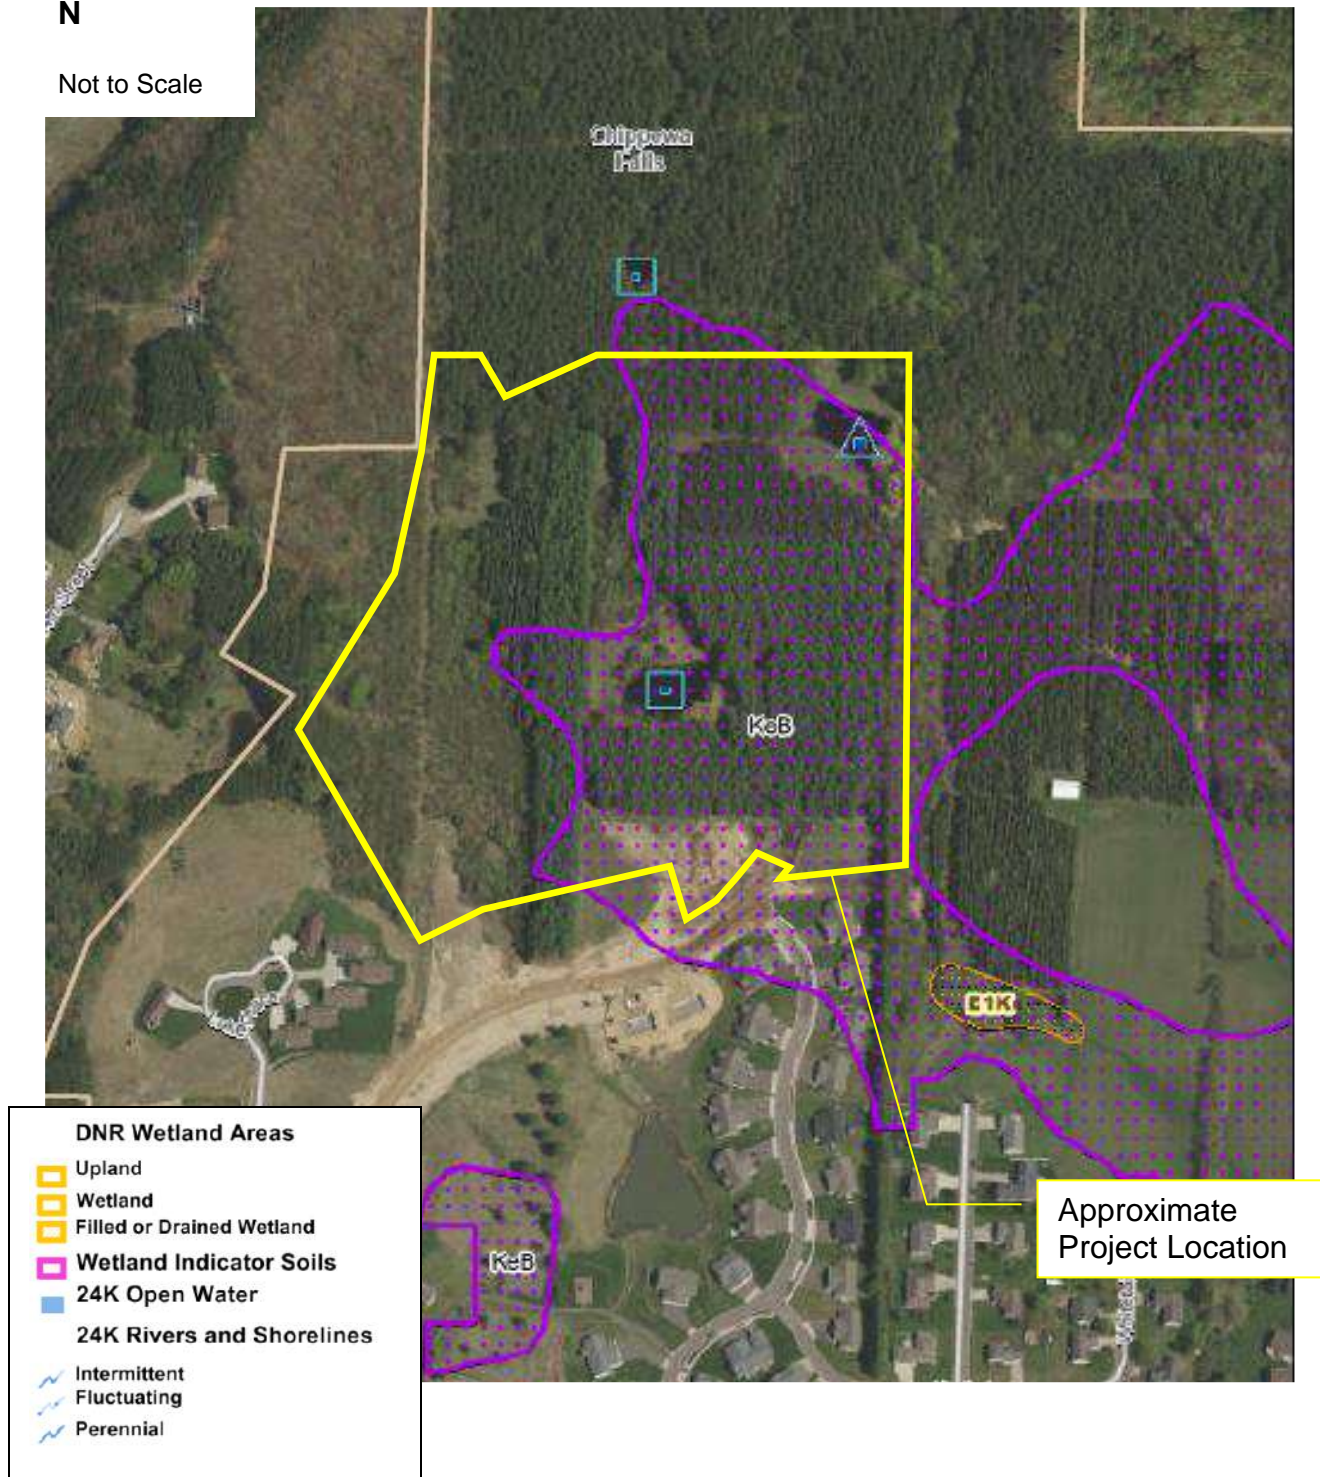 N
Not to Scale
Chippewa
Falls
KeB
E1K
KeB
DNR Wetland Areas
Upland
Wetland
Filled or Drained Wetland
Wetland Indicator Soils
24K Open Water
24K Rivers and Shorelines
Intermittent
Fluctuating
Perennial
Approximate
Project Location